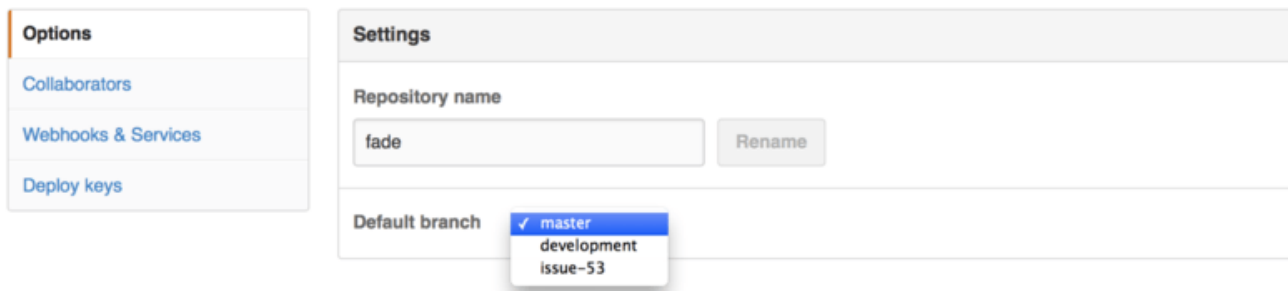 Options
Collaborators
Webhooks & Services
Deploy keys
Settings
Repository name
fade
Rename
Default branch
✓ master
development
issue-53